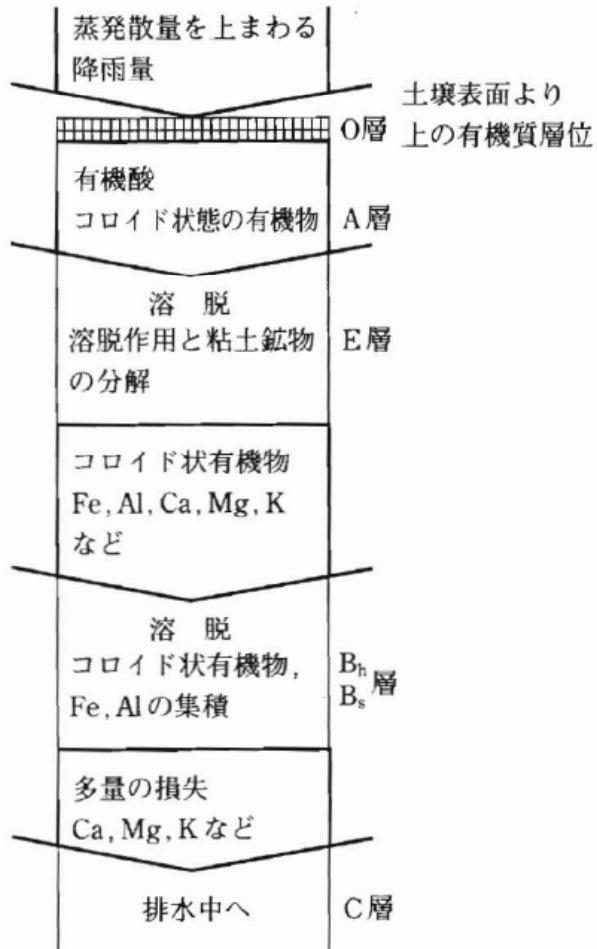 蒸発散量を上まわる
降雨量
土壌表面より
O層 上の有機質層位
有機酸
コロイド状態の有機物 A層
溶 脱
溶脱作用と粘土鉱物 E層
の分解
コロイド状有機物
Fe, Al, Ca, Mg, K
など
溶 脱
コロイド状有機物,
Fe, Alの集積
Bh
Bs 層
多量の損失
Ca, Mg, Kなど
排水中へ C層